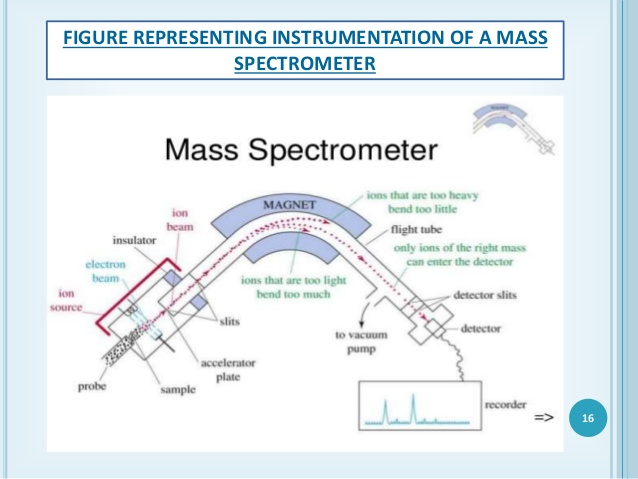 FIGURE REPRESENTING INSTRUMENTATION OF A MASS
SPECTROMETER
MAGNET
Mass Spectrometer
ions that are too heavy
bend too little
MAGNET
ion
beam
flight tube
insulator
only ions of the right mass
can enter the detector
electron
beam
ions that are too light
bend too much
ion
source
detector slits
slits
detector
to vacuum
pump
accelerator
plate
probe
sample
recorder
=>
16